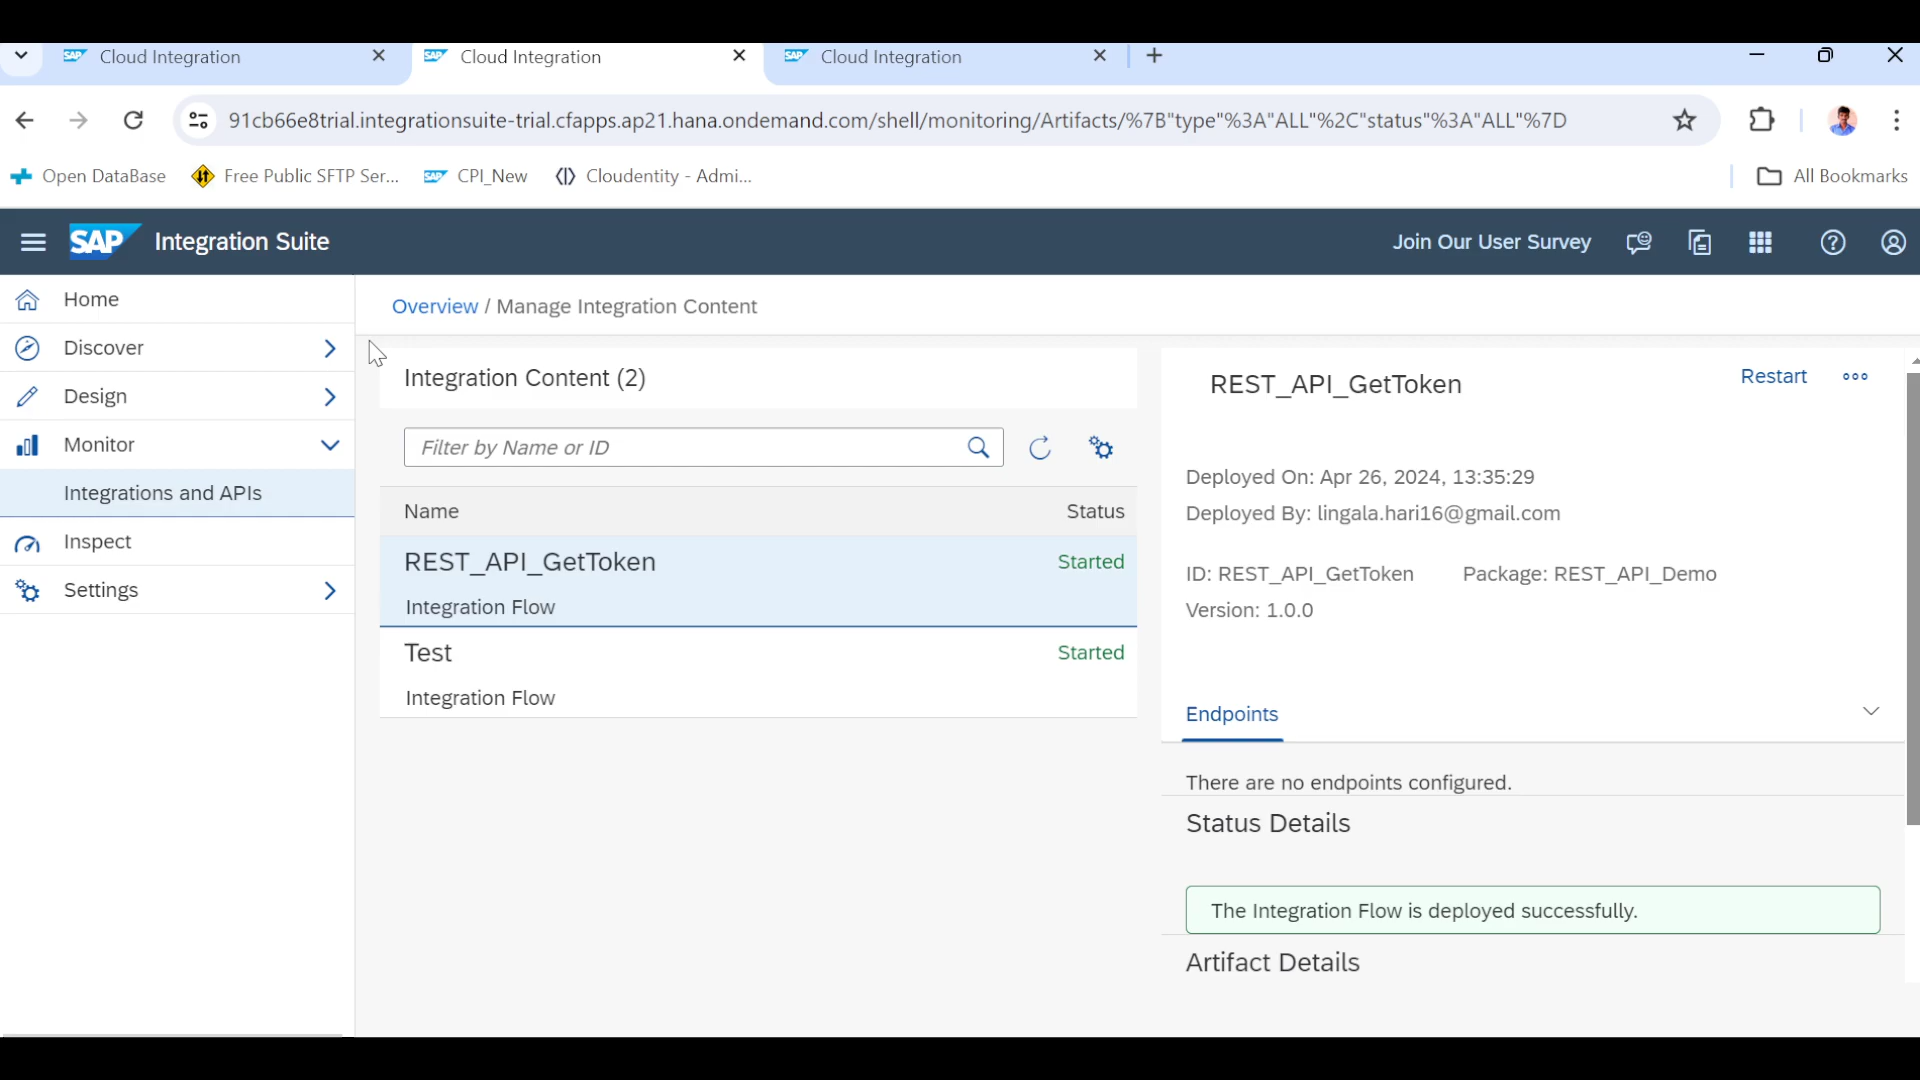 Cloud Integration
Cloud Integration
Cloud Integration
91cb66e8trial.integrationsuite-trial.cfapps.ap21.hana.ondemand.com/shell/monitoring/Artifacts/%7B"type"%3A"ALL"%2C"status"%3A"ALL"%7D
Open DataBase
Free Public SFTP Ser...
CPI_New
Cloudentity - Admi...
All Bookmarks
SAP Integration Suite
Join Our User Survey
Home
Discover
Design
Monitor
Integrations and APIs
Inspect
Settings
Overview / Manage Integration Content
Integration Content (2)
Filter by Name or ID
Name Status
REST_API_GetToken Started
Integration Flow
Test Started
Integration Flow
REST_API_GetToken
Restart
Deployed On: Apr 26, 2024, 13:35:29
Deployed By: lingala.hari16@gmail.com
ID: REST_API_GetToken Package: REST_API_Demo
Version: 1.0.0
Endpoints
There are no endpoints configured.
Status Details
The Integration Flow is deployed successfully.
Artifact Details